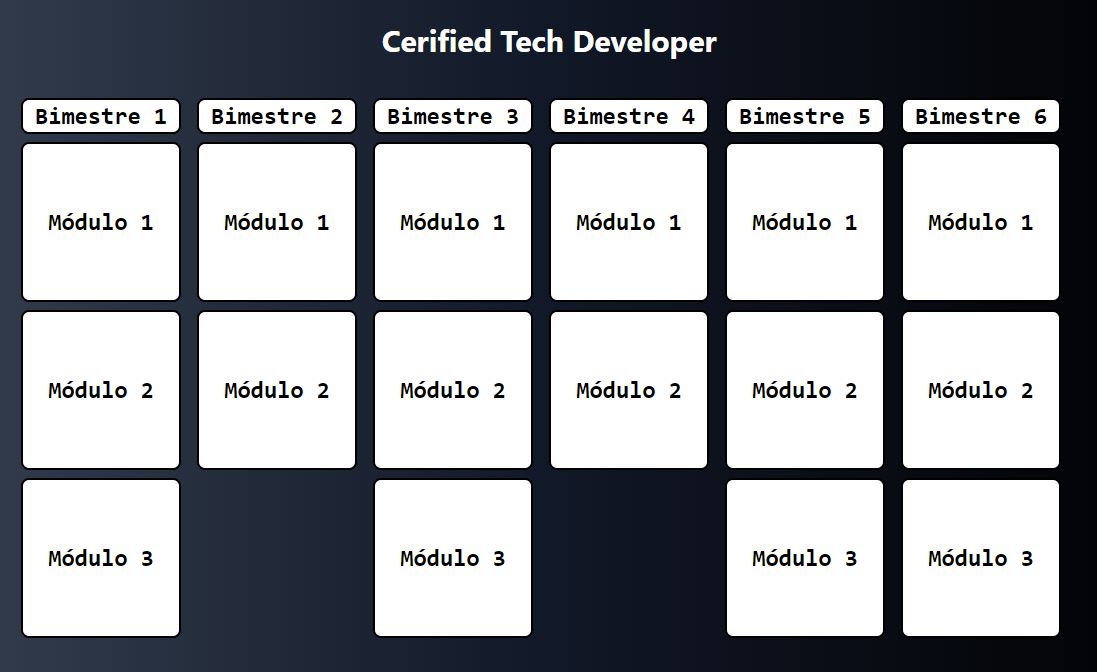 Cerified Tech Developer
Bimestre 1 Bimestre 2 Bimestre 3 Bimestre 4 Bimestre 5 Bimestre 6
Módulo 1 Módulo 1 Módulo 1 Módulo 1 Módulo 1 Módulo 1
Módulo 2 Módulo 2 Módulo 2 Módulo 2 Módulo 2 Módulo 2
Módulo 3 Módulo 3 Módulo 3 Módulo 3